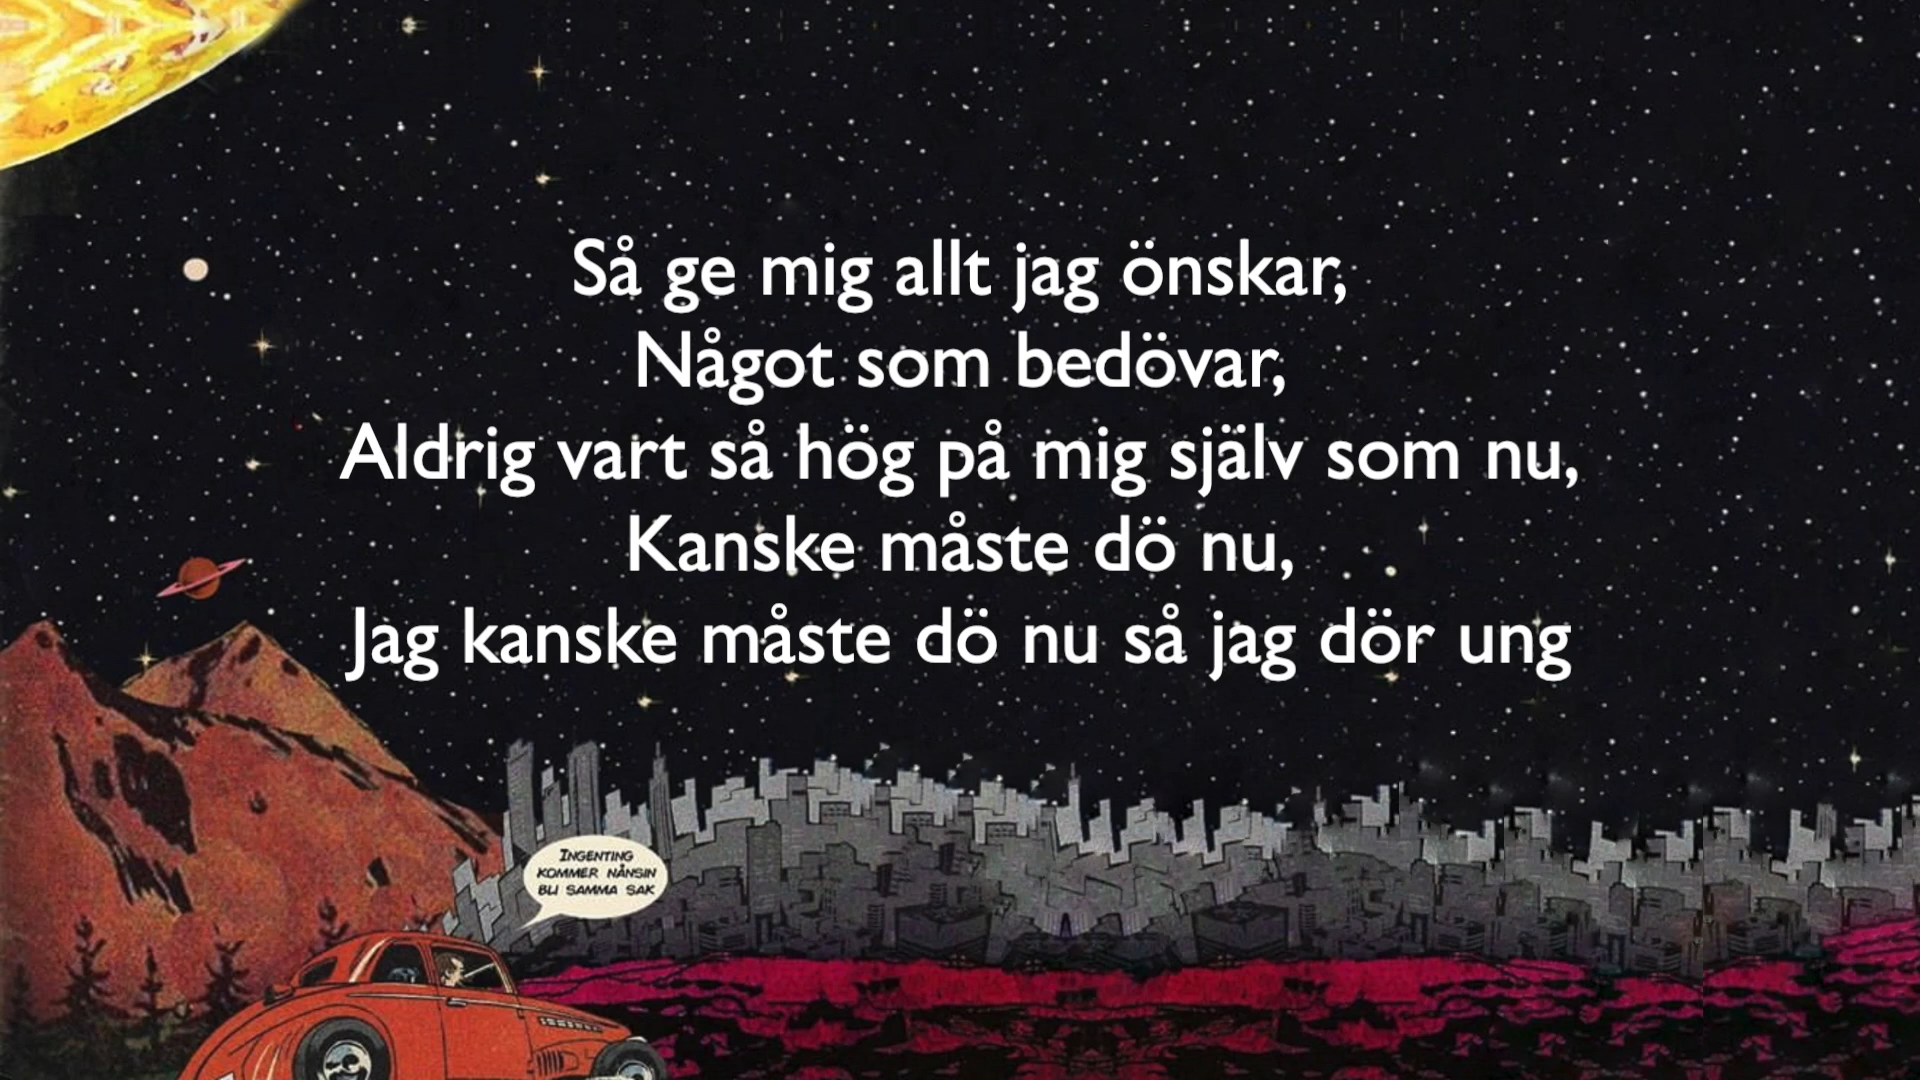 Så ge mig allt jag önskar,
Något som bedövar,
Aldrig vart så hög på mig själv som nu,
Kanske måste dö nu,
Jag kanske måste dö nu så jag dör ung
INGENTING
KOMMER NÅNSIN
BLI SAMMA SAK